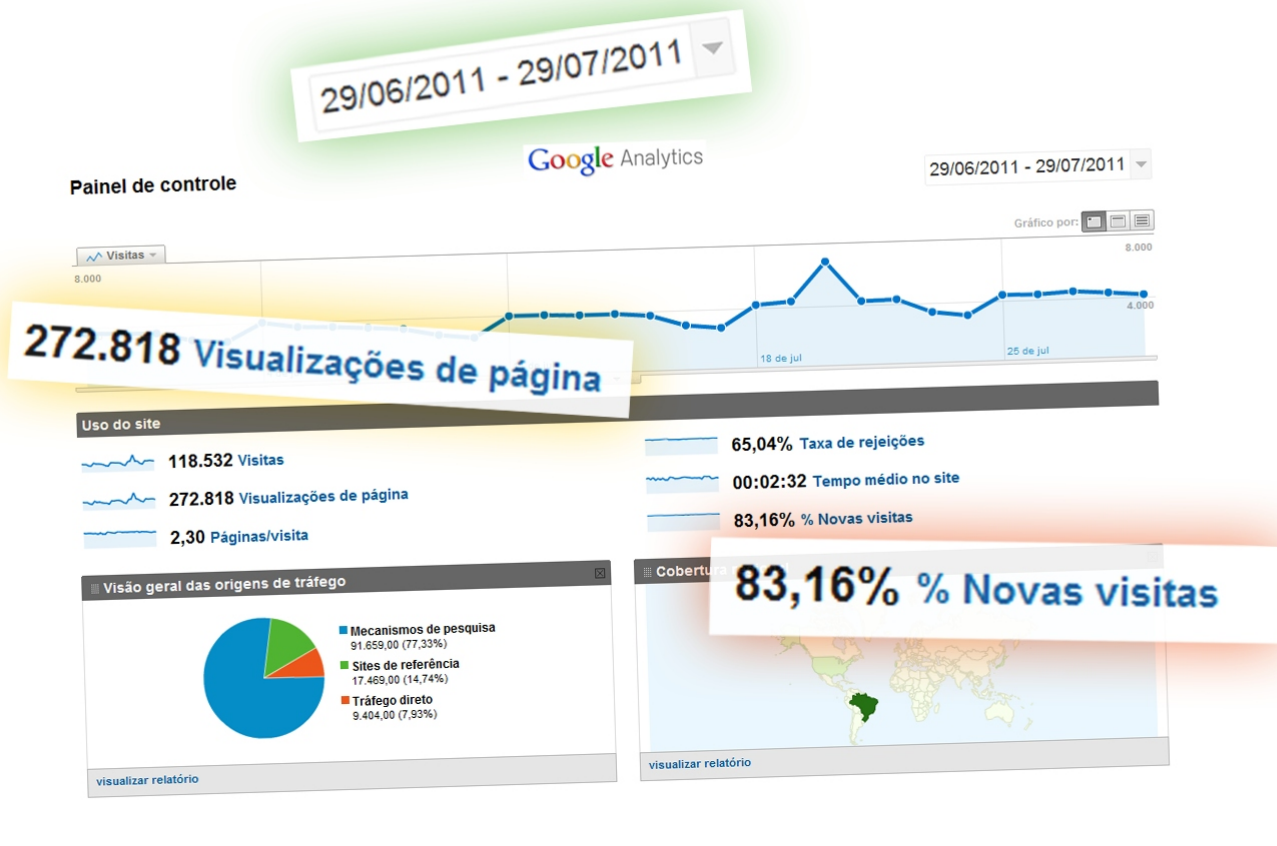 29/06/2011 - 29/07/2011
Google Analytics
Painel de controle
29/06/2011 - 29/07/2011
Gráfico por:
Visitas
8.000
8.000
4.000
18 de jul
25 de jul
272.818 Visualizações de página
Uso do site
118.532 Visitas
272.818 Visualizações de página
2,30 Páginas/visita
65,04% Taxa de rejeições
00:02:32 Tempo médio no site
83,16% % Novas visitas
83,16% % Novas visitas
Visão geral das origens de tráfego
Mecanismos de pesquisa
91.659,00 (77,33%)
Sites de referência
17.469,00 (14,74%)
Tráfego direto
9.404,00 (7,93%)
visualizar relatório
Cobertura
visualizar relatório